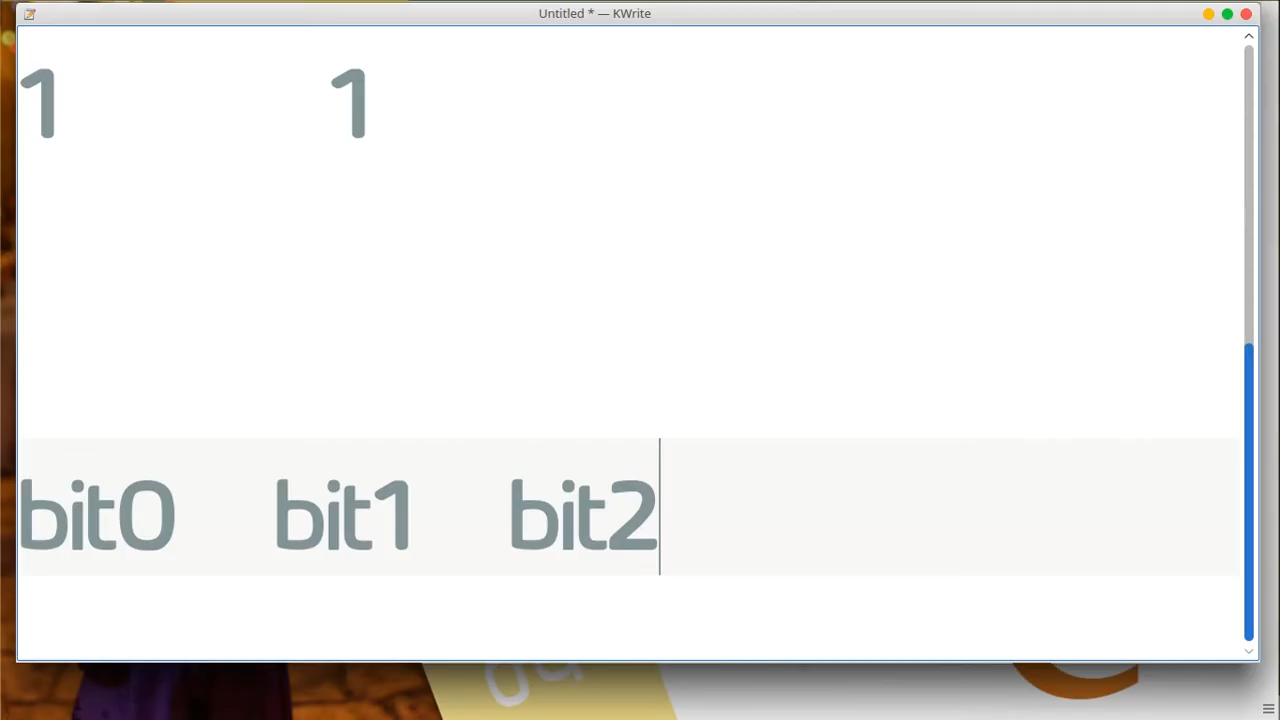 Untitled * — KWrite
1 1
bit0 bit1 bit2